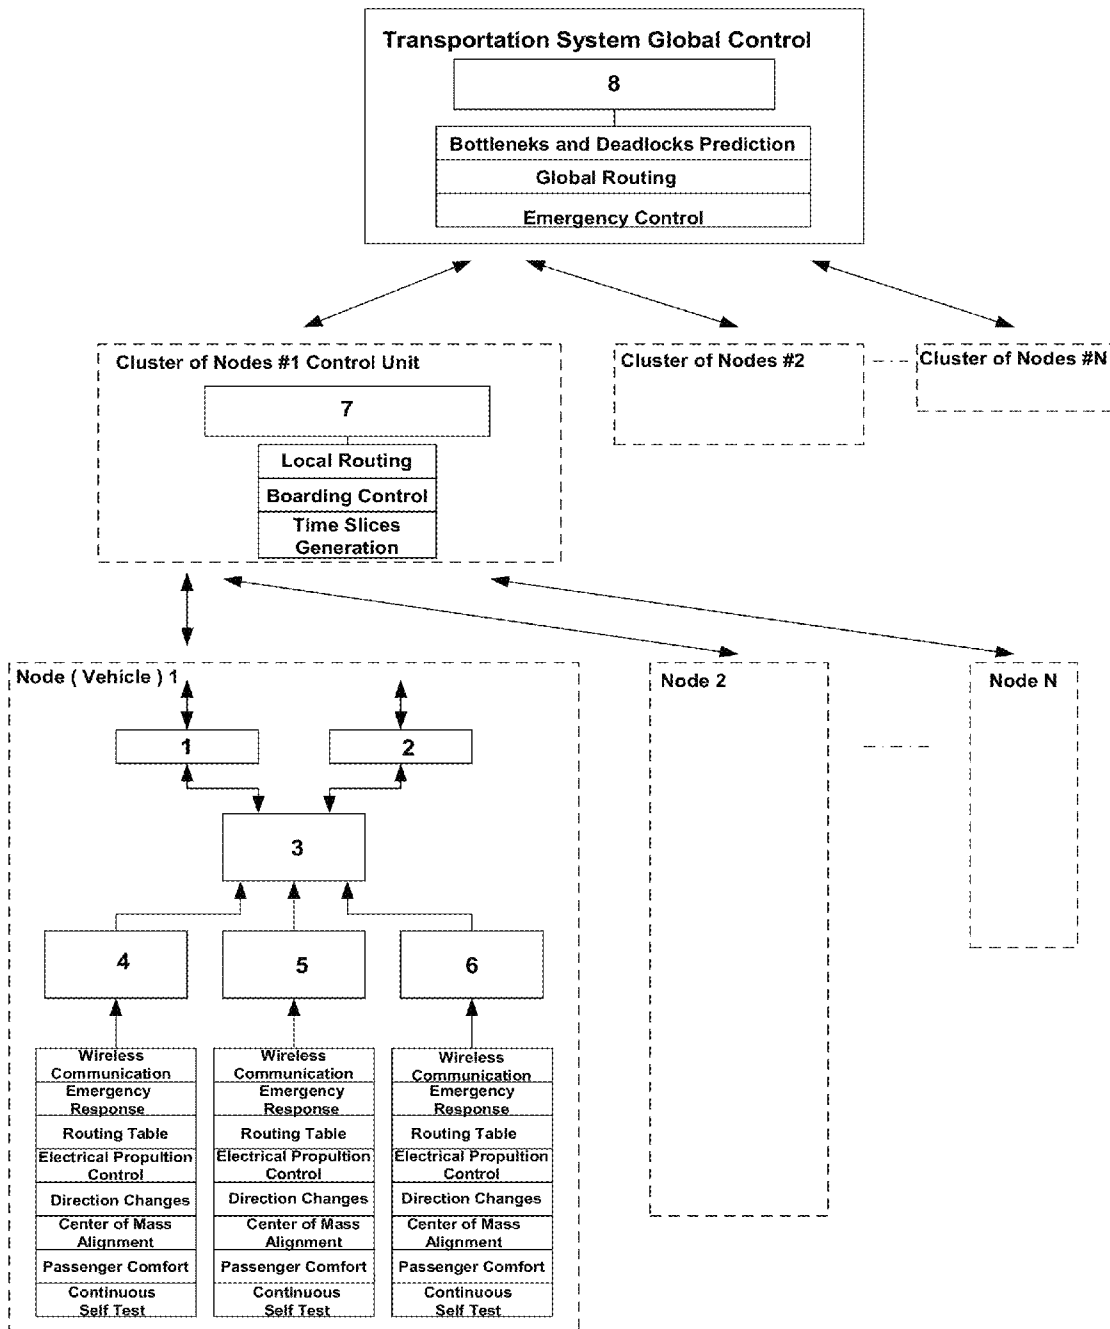 Transportation System Global Control
8
Bottleneks and Deadlocks Prediction
Global Routing
Emergency Control
Cluster of Nodes #1 Control Unit
7
Local Routing
Boarding Control
Time Slices
Generation
Cluster of Nodes #2
Cluster of Nodes #N
Node ( Vehicle ) 1
1
2
3
4
5
6
Wireless
Communication
Emergency
Response
Routing Table
Electrical Propultion
Control
Direction Changes
Center of Mass
Alignment
Passenger Comfort
Continuous
Self Test
Wireless
Communication
Emergency
Response
Routing Table
Electrical Propultion
Control
Direction Changes
Center of Mass
Alignment
Passenger Comfort
Continuous
Self Test
Wireless
Communication
Emergency
Response
Routing Table
Electrical Propultion
Control
Direction Changes
Center of Mass
Alignment
Passenger Comfort
Continuous
Self Test
Node 2
Node N